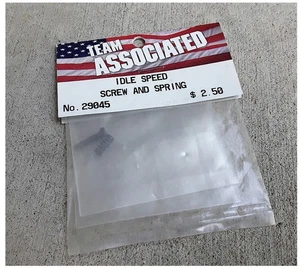 TEAM
ASSOCIATED
IDLE SPEED
SCREW AND SPRING
No. 29045 $ 2.50